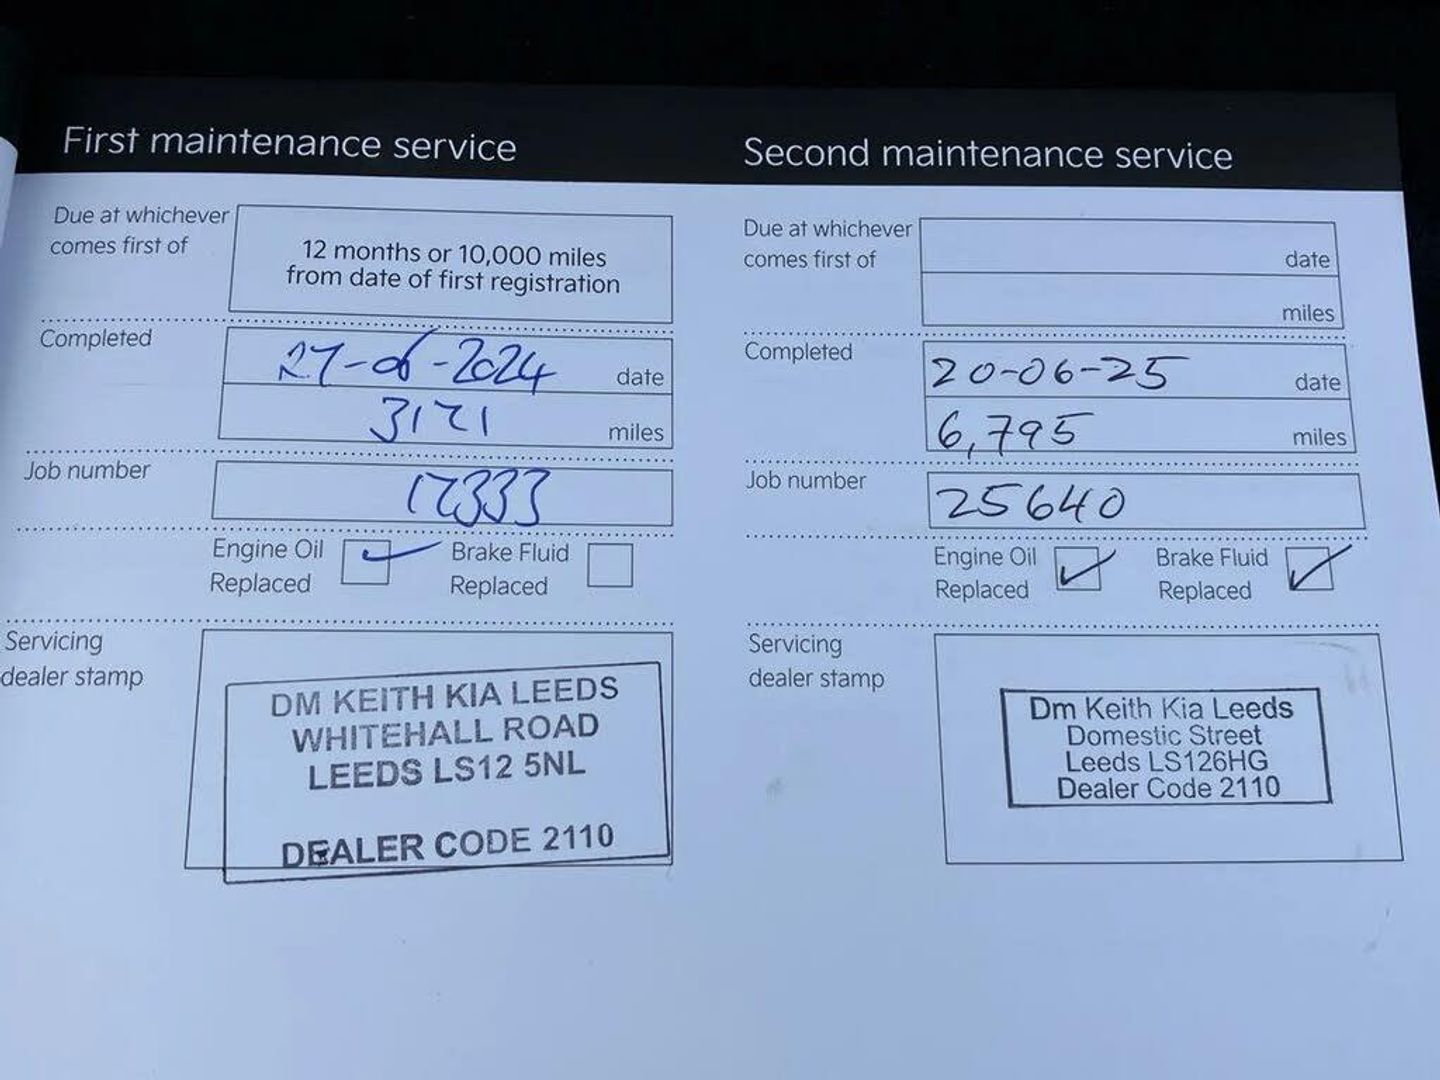 First maintenance service
Due at whichever
comes first of
12 months or 10,000 miles
from date of first registration
Completed
27-06-2024
date
3121
miles
Job number
12333
Engine Oil
Replaced
Brake Fluid
Replaced
Servicing
dealer stamp
DM KEITH KIA LEEDS
WHITEHALL ROAD
LEEDS LS12 5NL
DEALER CODE 2110
Second maintenance service
Due at whichever
comes first of
date
miles
Completed
20-06-25
date
6,795
miles
Job number
25640
Engine Oil
Replaced
Brake Fluid
Replaced
Servicing
dealer stamp
Dm Keith Kia Leeds
Domestic Street
Leeds LS126HG
Dealer Code 2110